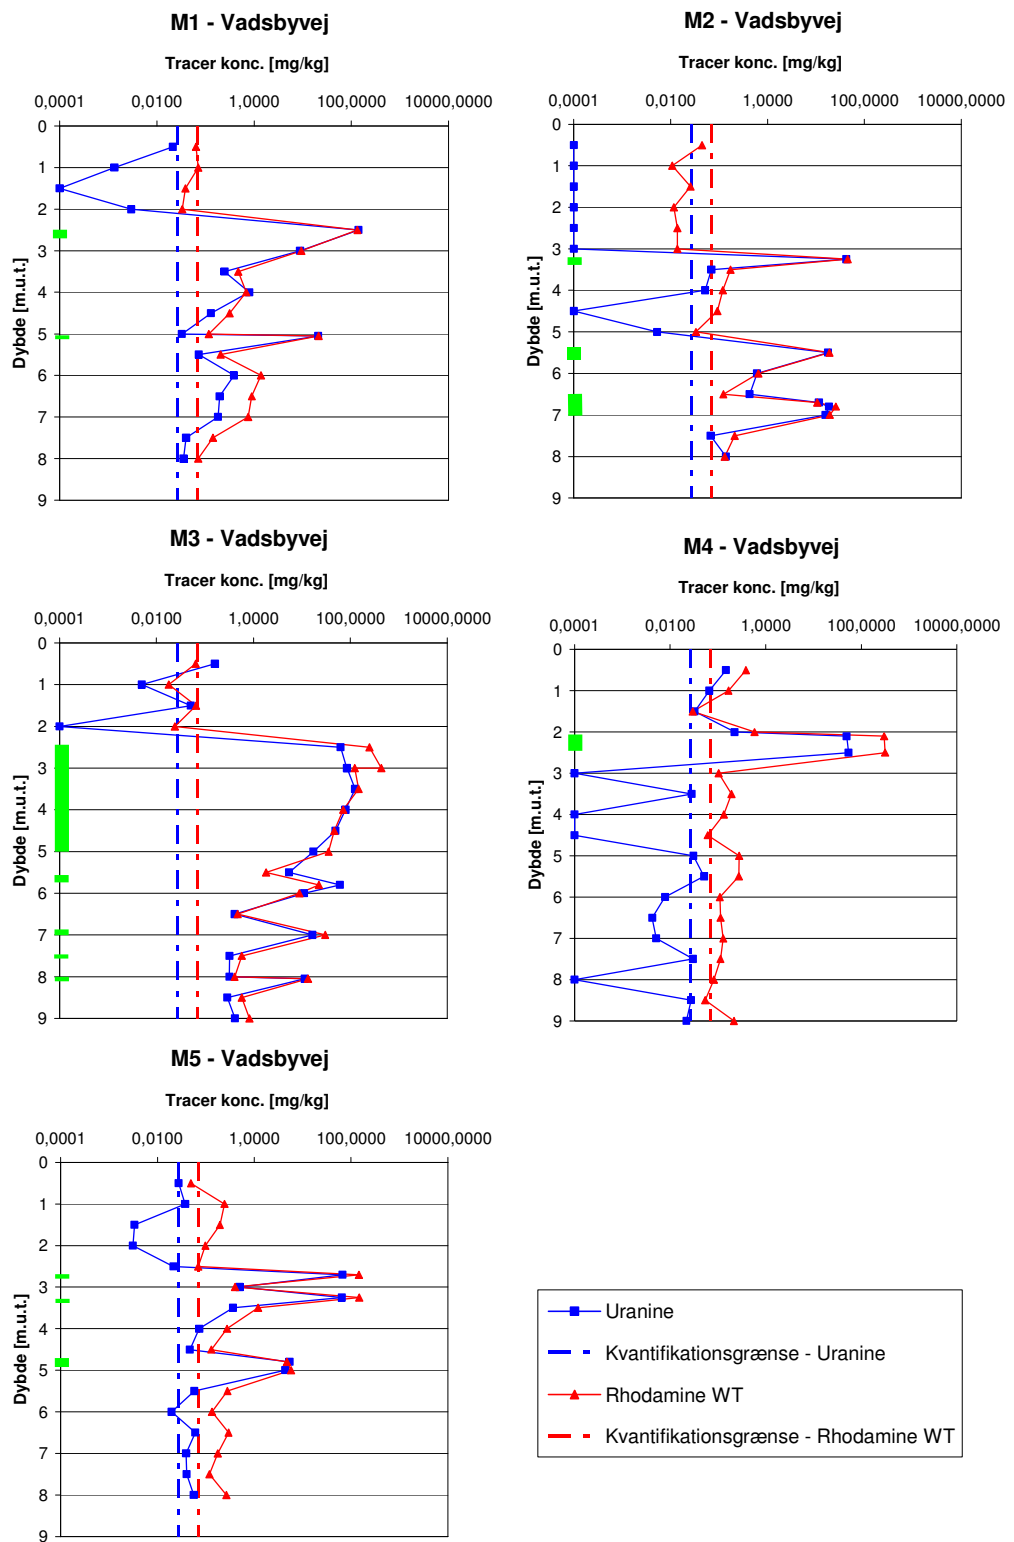 M1 - Vadsbyvej
Tracer konc. [mg/kg]
0,0001 0,0100 1,0000 100,0000 10000,0000
0
1
2
3
4
5
6
7
8
9
Dybde [m.u.t.]
M2 - Vadsbyvej
Tracer konc. [mg/kg]
0,0001 0,0100 1,0000 100,0000 10000,0000
0
1
2
3
4
5
6
7
8
9
Dybde [m.u.t.]
M3 - Vadsbyvej
Tracer konc. [mg/kg]
0,0001 0,0100 1,0000 100,0000 10000,0000
0
1
2
3
4
5
6
7
8
9
Dybde [m.u.t.]
M4 - Vadsbyvej
Tracer konc. [mg/kg]
0,0001 0,0100 1,0000 100,0000 10000,0000
0
1
2
3
4
5
6
7
8
9
Dybde [m.u.t.]
M5 - Vadsbyvej
Tracer konc. [mg/kg]
0,0001 0,0100 1,0000 100,0000 10000,0000
0
1
2
3
4
5
6
7
8
9
Dybde [m.u.t.]
Uranine
Kvantifikationsgrænse - Uranine
Rhodamine WT
Kvantifikationsgrænse - Rhodamine WT